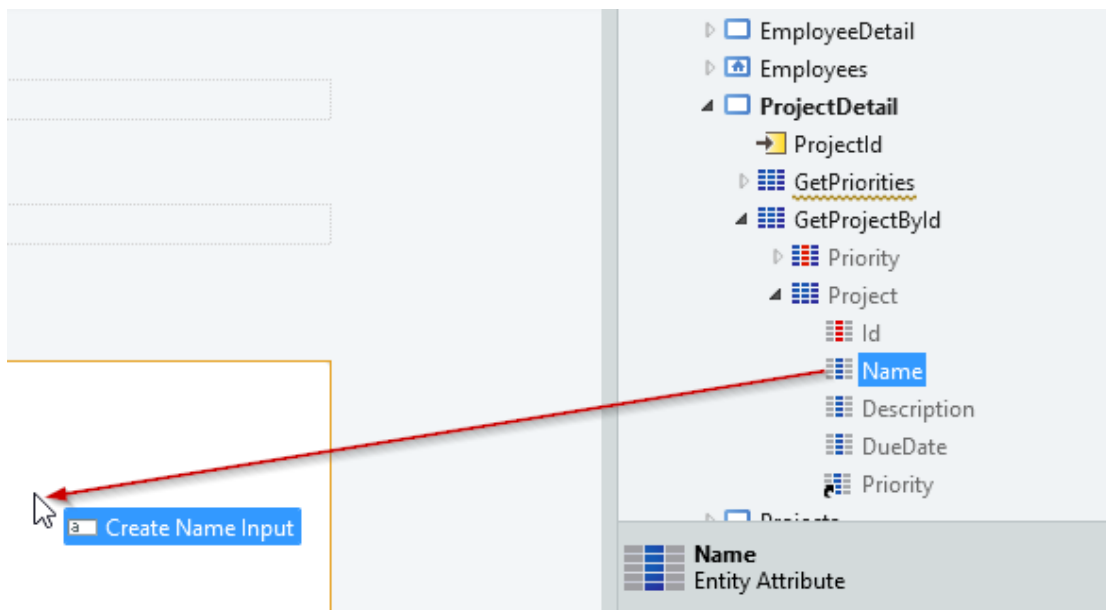 EmployeeDetail
Employees
ProjectDetail
ProjectId
GetPriorities
GetProjectById
Priority
Project
Id
Name
Description
DueDate
Priority
Projects
a Create Name Input
Name
Entity Attribute